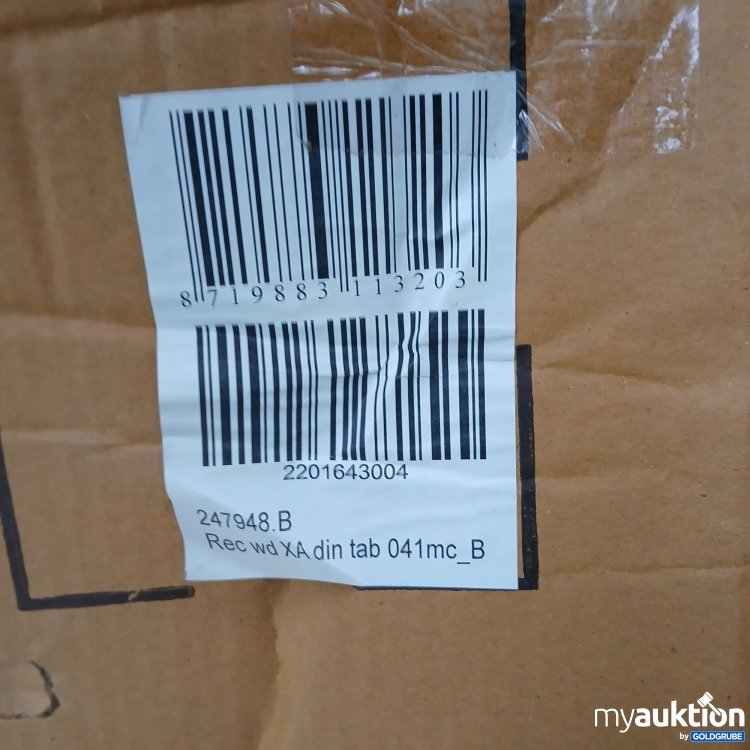 8 719883 113203
2201643004
247948.B
Rec wd XA din tab 041mc_B
myauktion
by GOLDGRUBE